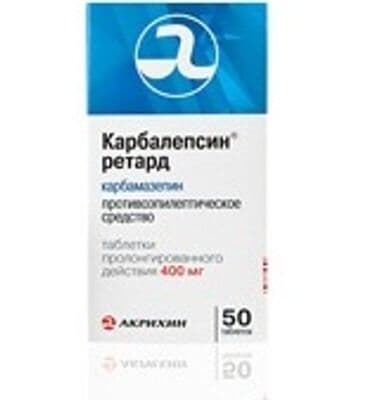 Карбалепсин®
ретард
карбамазепин
противоэпилептическое
средство
таблетки
пролонгированного
действия 400 мг
АКРИХИН
50
таблеток